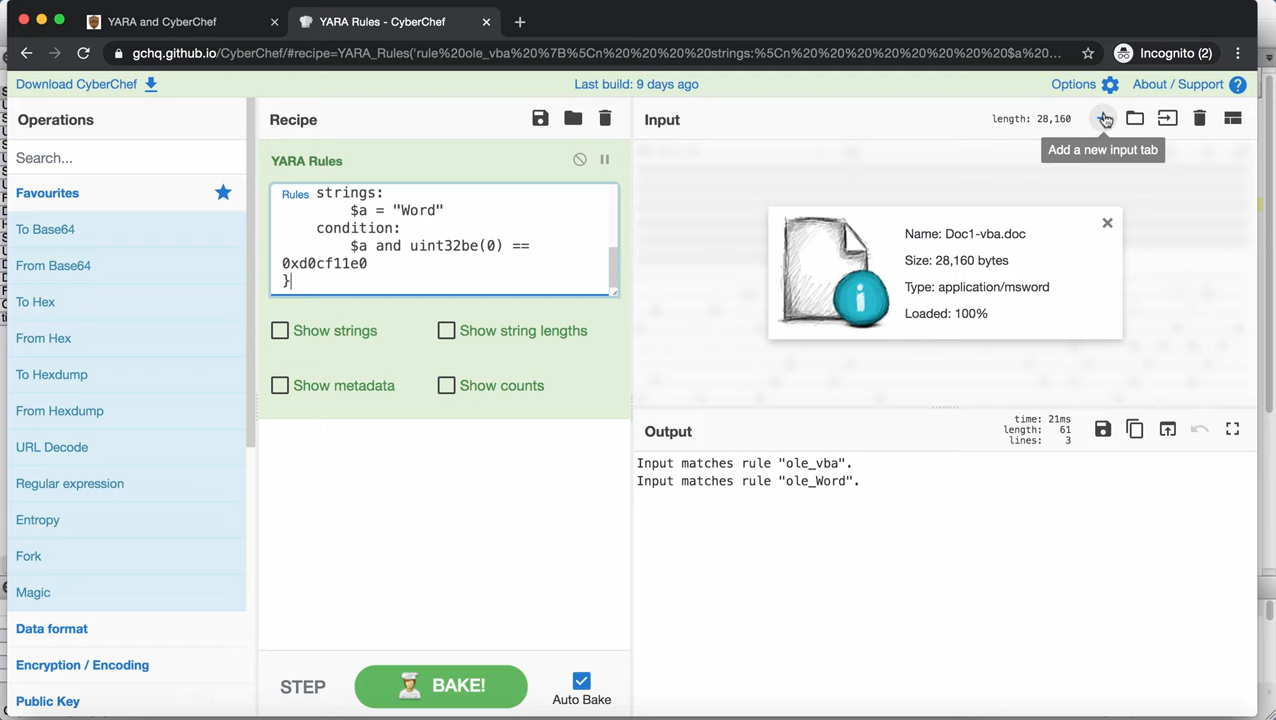 YARA and CyberChef
YARA Rules - CyberChef
gchq.github.io/CyberChef/#recipe=YARA_Rules('rule%20ole_vba%20%7B%5Cn%20%20%20%20strings:%5Cn%20%20%20%20%20%20%20%20$a%20...
Incognito (2)
Download CyberChef
Last build: 9 days ago
Options
About / Support
Operations
Recipe
Input
length: 28,160
Add a new input tab
Search...
Favourites
To Base64
From Base64
To Hex
From Hex
To Hexdump
From Hexdump
URL Decode
Regular expression
Entropy
Fork
Magic
Data format
Encryption / Encoding
Public Key
YARA Rules
Rules
strings:
$a = "Word"
condition:
$a and uint32be(0) ==
0xd0cf11e0
}
Show strings
Show string lengths
Show metadata
Show counts
STEP
BAKE!
Auto Bake
Name: Doc1-vba.doc
Size: 28,160 bytes
Type: application/msword
Loaded: 100%
Output
time: 21ms
length: 61
lines: 3
Input matches rule "ole_vba".
Input matches rule "ole_Word".